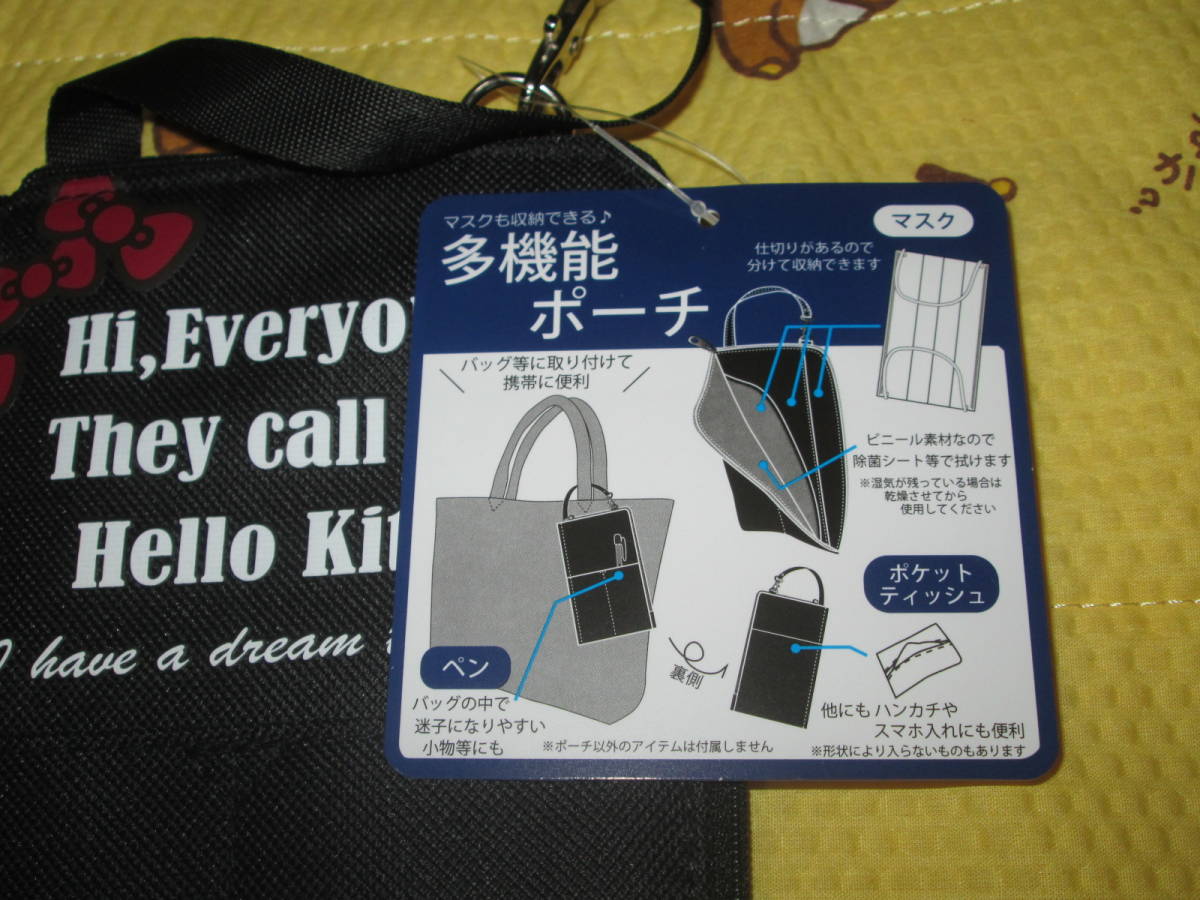 Hi,Everyo
They call
Hello Kit
I have a dream
マスクも収納できる♪
多機能
ポーチ
マスク
仕切りがあるので
分けて収納できます
バッグ等に取り付けて
携帯に便利
ビニール素材なので
除菌シート等で拭けます
※湿気が残っている場合は
乾燥させてから
使用してください
ポケット
ティッシュ
ペン
バッグの中で
迷子になりやすい
小物等にも
裏側
他にもハンカチや
スマホ入れにも便利
※ポーチ以外のアイテムは付属しません
※形状により入らないものもあります